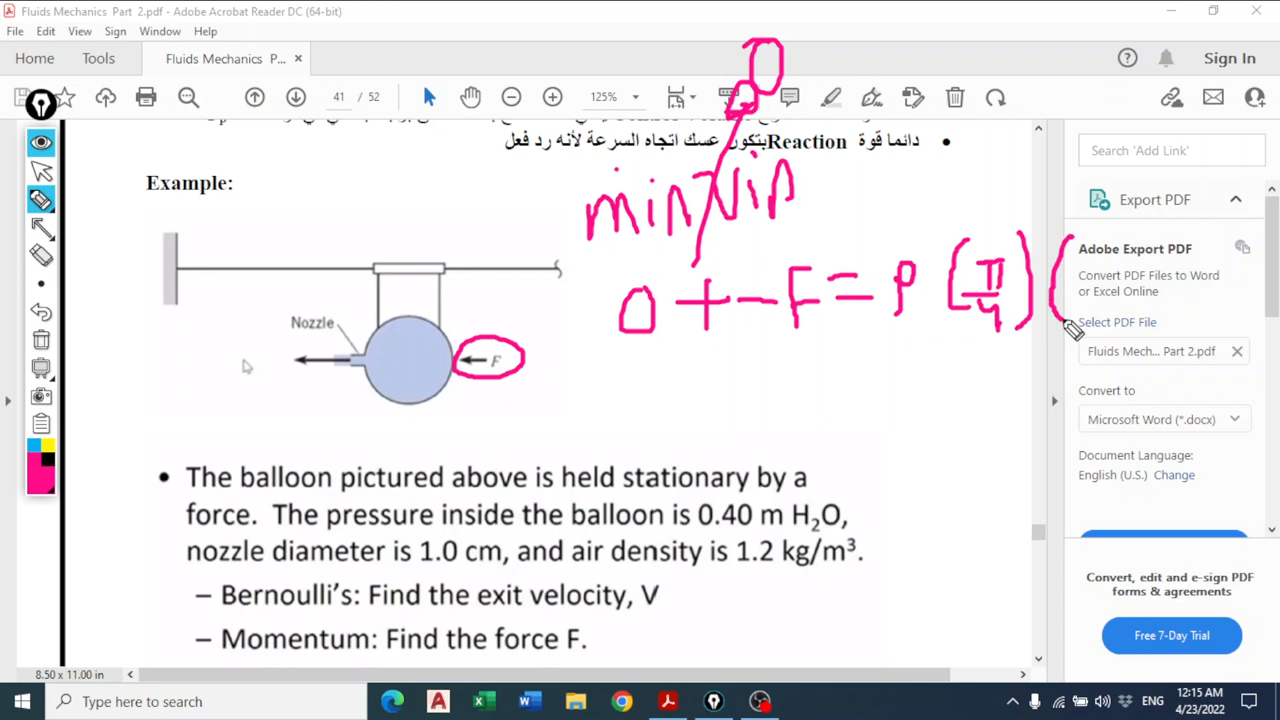 Fluids Mechanics Part 2.pdf - Adobe Acrobat Reader DC (64-bit)
File Edit View Sign Window Help
Home Tools Fluids Mechanics P... × Sign In
41 / 52 125%
دائما قوة Reaction بتكون عسك اتجاه السرعة لأنه رد فعل
Example:
ṁin Vin
0
0 + - F = ρ (π/4) (
Nozzle
F
• The balloon pictured above is held stationary by a
force. The pressure inside the balloon is 0.40 m H₂O,
nozzle diameter is 1.0 cm, and air density is 1.2 kg/m³.
– Bernoulli's: Find the exit velocity, V
– Momentum: Find the force F.
8.50 x 11.00 in
Search 'Add Link'
Export PDF
Adobe Export PDF
Convert PDF Files to Word
or Excel Online
Select PDF File
Fluids Mech... Part 2.pdf
Convert to
Microsoft Word (*.docx)
Document Language:
English (U.S.) Change
Convert, edit and e-sign PDF
forms & agreements
Free 7-Day Trial
Type here to search
ENG
12:15 AM
4/23/2022